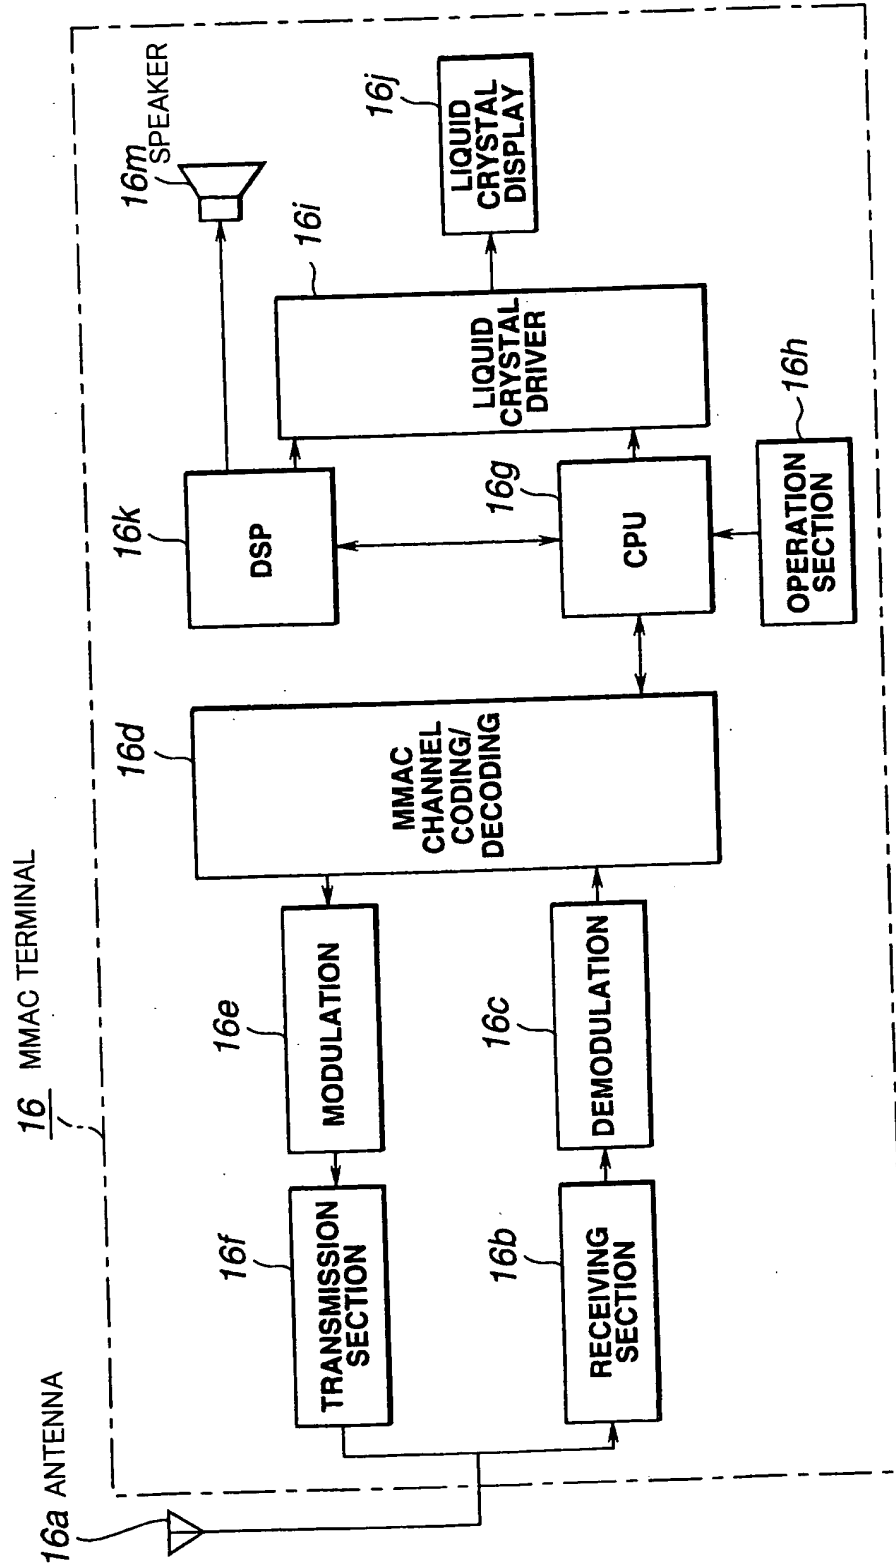 16 MMAC TERMINAL
16a ANTENNA
16f
TRANSMISSION
SECTION
16e
MODULATION
16d
MMAC
CHANNEL
CODING/
DECODING
16k
DSP
16m
SPEAKER
16i
LIQUID
CRYSTAL
DRIVER
16j
LIQUID
CRYSTAL
DISPLAY
16b
RECEIVING
SECTION
16c
DEMODULATION
16g
CPU
16h
OPERATION
SECTION